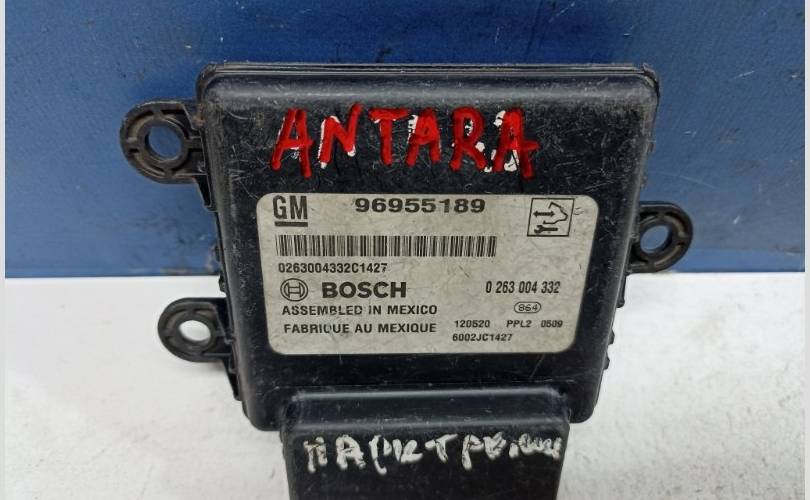 ANTARA
GM 96955189
0263004332C1427
BOSCH 0 263 004 332
ASSEMBLED IN MEXICO 864
FABRIQUE AU MEXIQUE 120520 PPL2 0509
6002JC1427